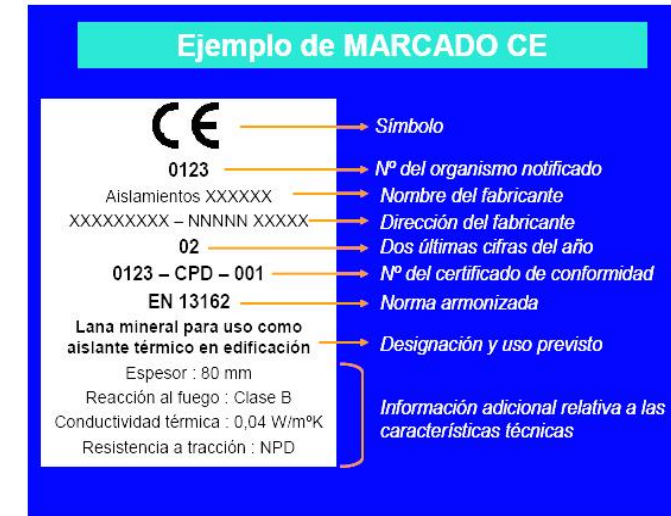 Ejemplo de MARCADO CE
CE
Símbolo
0123
Nº del organismo notificado
Aislamientos XXXXXX
Nombre del fabricante
XXXXXXXXX – NNNNN XXXXX
Dirección del fabricante
02
Dos últimas cifras del año
0123 – CPD – 001
Nº del certificado de conformidad
EN 13162
Norma armonizada
Lana mineral para uso como
aislante térmico en edificación
Designación y uso previsto
Espesor : 80 mm
Reacción al fuego : Clase B
Conductividad térmica : 0,04 W/mºK
Resistencia a tracción : NPD
Información adicional relativa a las
características técnicas